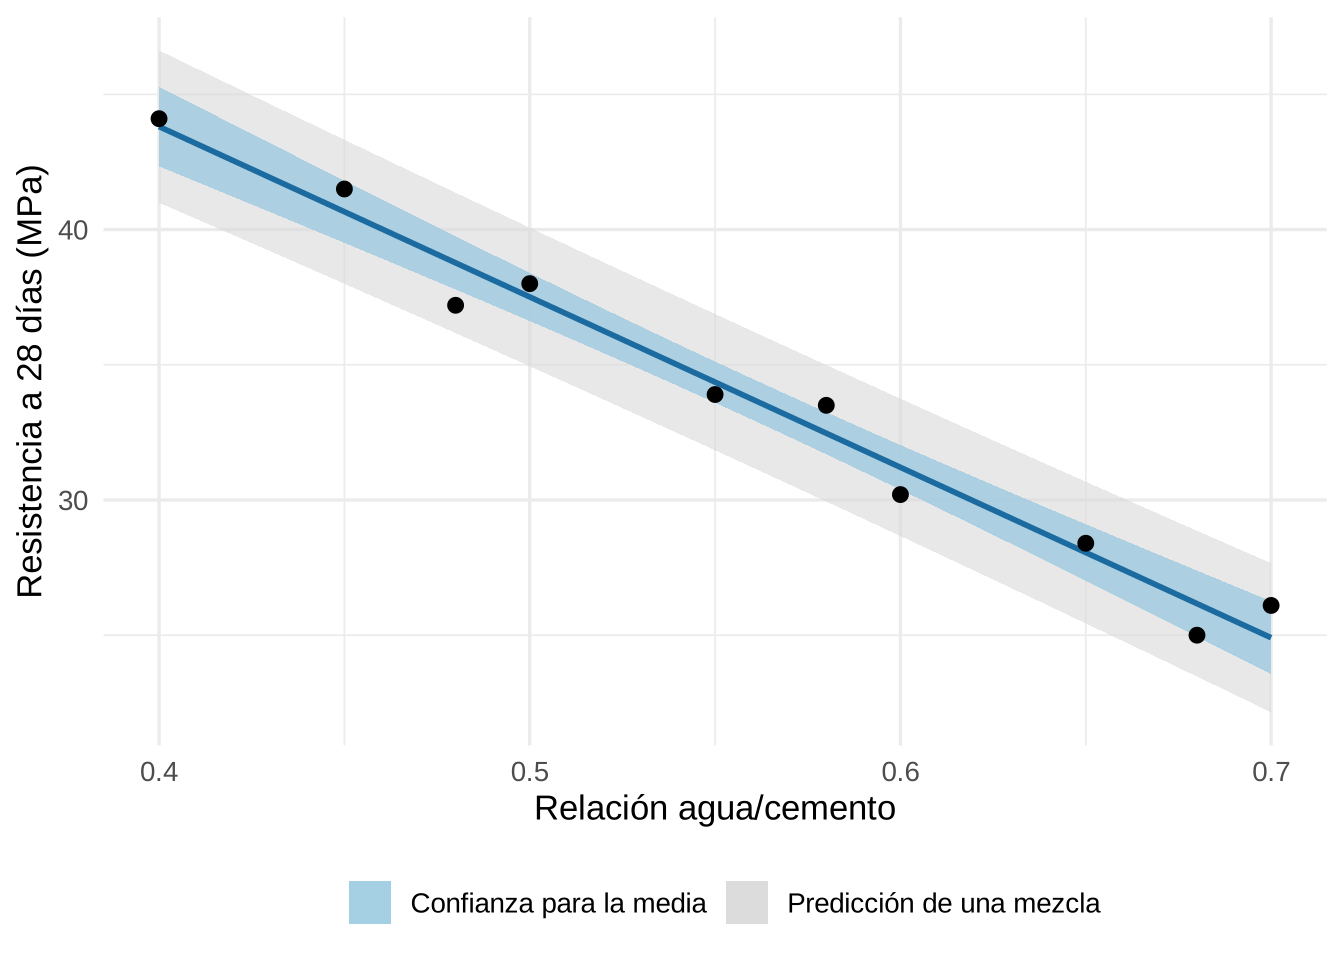 Resistencia a 28 días (MPa)
40
30
0.4 0.5 0.6 0.7
Relación agua/cemento
Confianza para la media Predicción de una mezcla